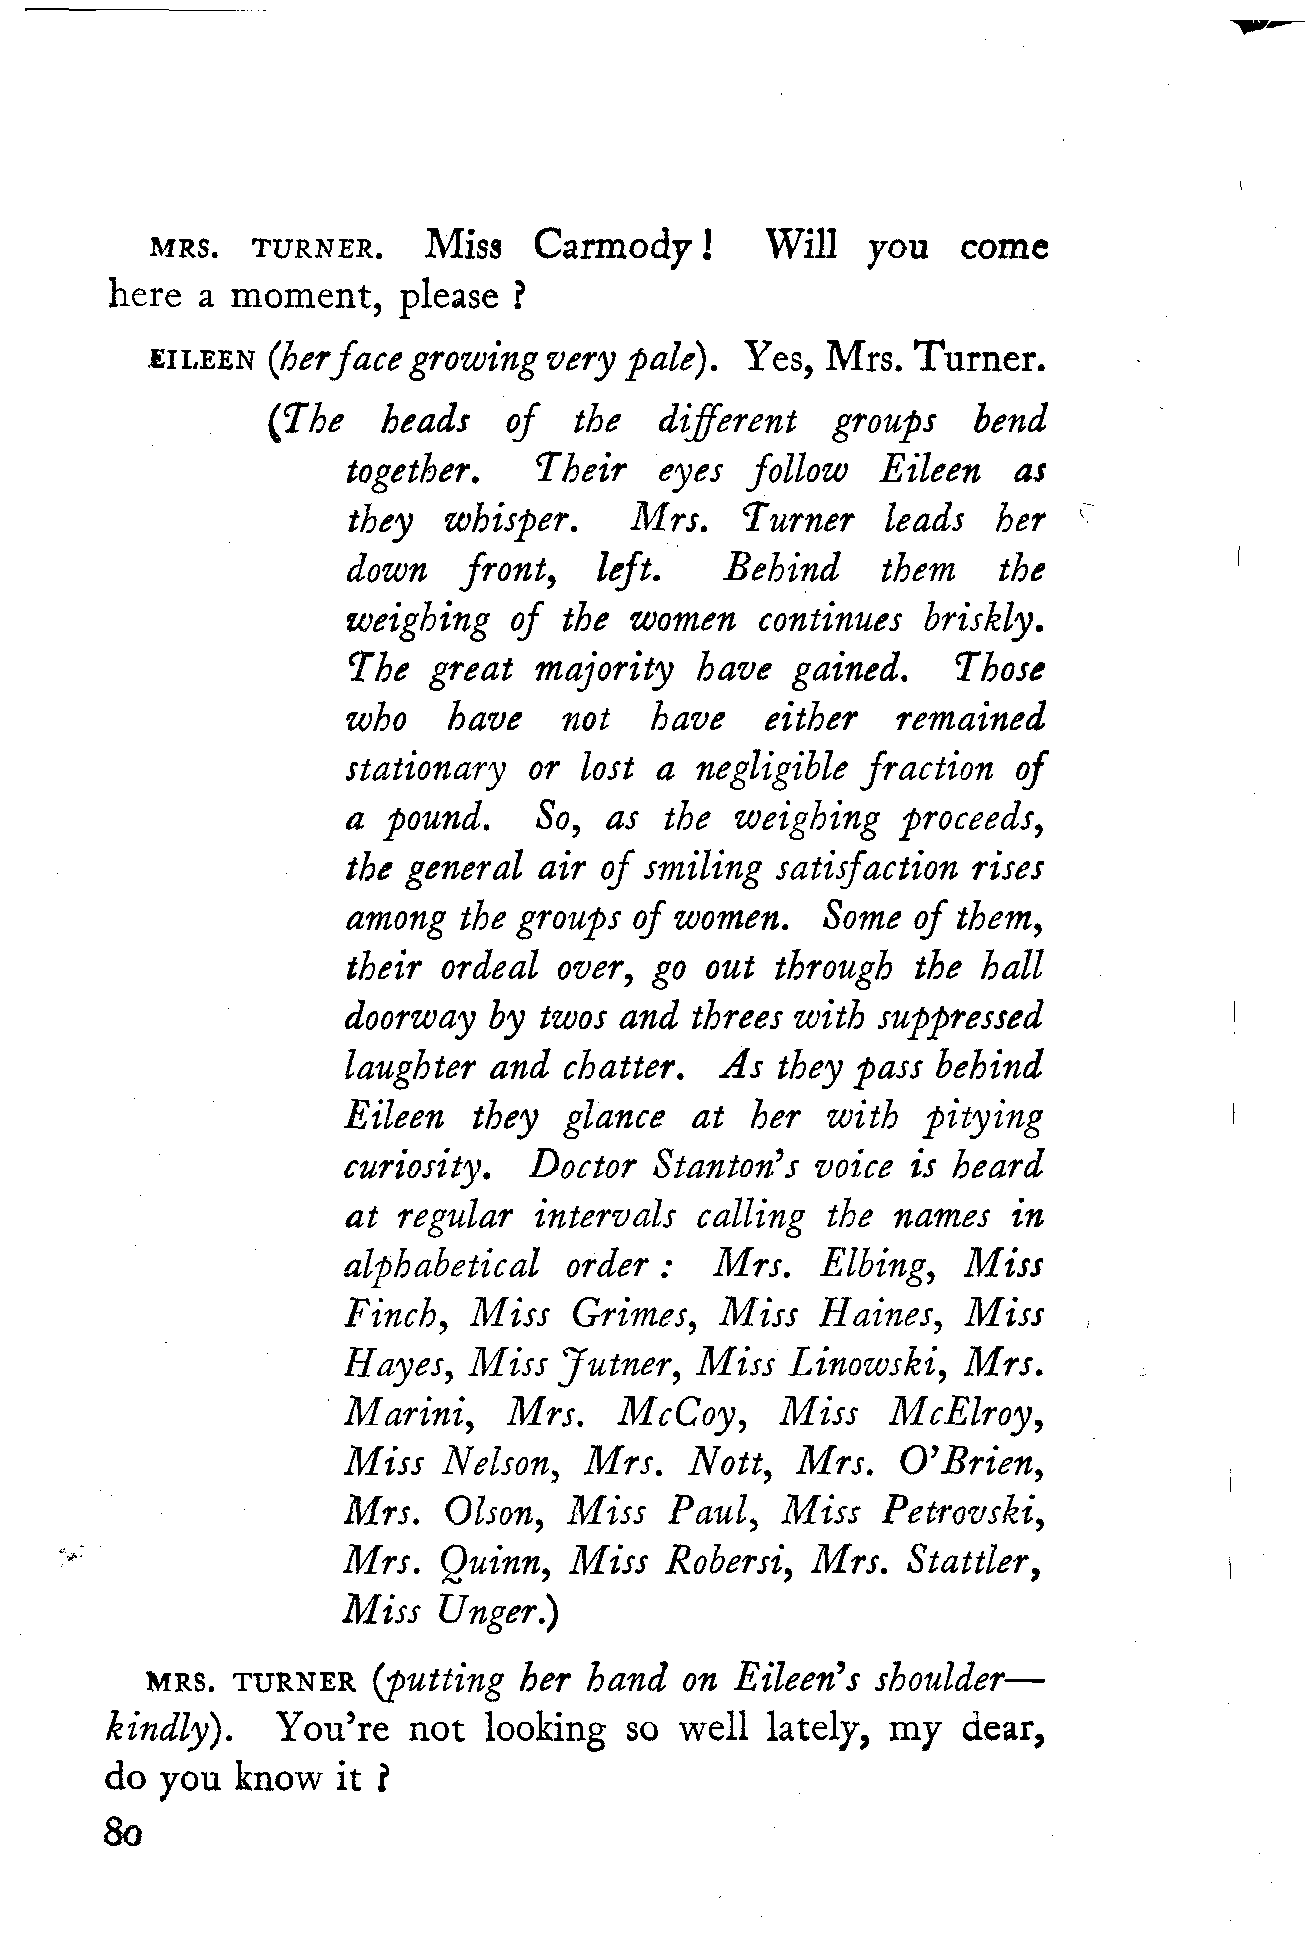 MRS. TURNER. Miss Carmody! Will you come
here a moment, please?
EILEEN (her face growing very pale). Yes, Mrs. Turner.
(The heads of the different groups bend
together. Their eyes follow Eileen as
they whisper. Mrs. Turner leads her
down front, left. Behind them the
weighing of the women continues briskly.
The great majority have gained. Those
who have not have either remained
stationary or lost a negligible fraction of
a pound. So, as the weighing proceeds,
the general air of smiling satisfaction rises
among the groups of women. Some of them,
their ordeal over, go out through the hall
doorway by twos and threes with suppressed
laughter and chatter. As they pass behind
Eileen they glance at her with pitying
curiosity. Doctor Stanton's voice is heard
at regular intervals calling the names in
alphabetical order: Mrs. Elbing, Miss
Finch, Miss Grimes, Miss Haines, Miss
Hayes, Miss Jutner, Miss Linowski, Mrs.
Marini, Mrs. McCoy, Miss McElroy,
Miss Nelson, Mrs. Nott, Mrs. O'Brien,
Mrs. Olson, Miss Paul, Miss Petrovski,
Mrs. Quinn, Miss Robersi, Mrs. Stattler,
Miss Unger.)
MRS. TURNER (putting her hand on Eileen's shoulder—
kindly). You're not looking so well lately, my dear,
do you know it?
80